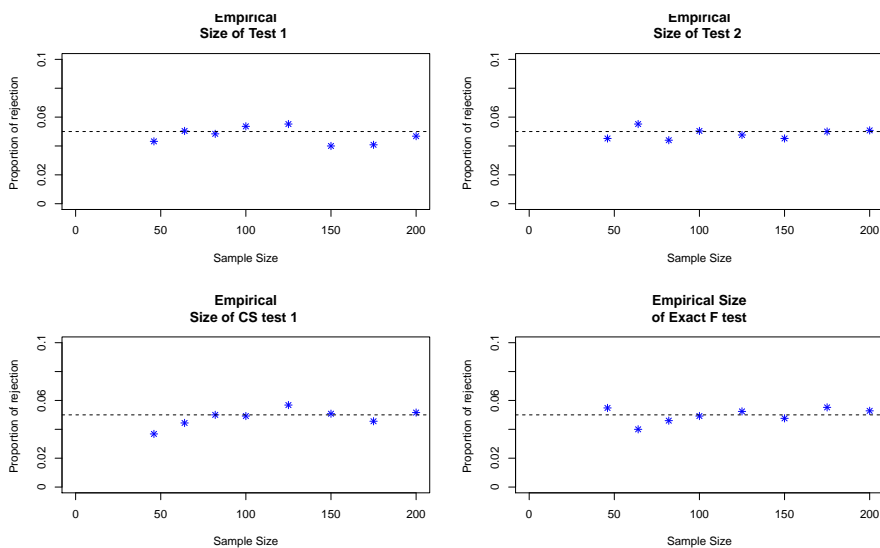 Empirical
Size of Test 1
Proportion of rejection
0 0.02 0.06 0.1
0 50 100 150 200
Sample Size
Empirical
Size of Test 2
Proportion of rejection
0 0.02 0.06 0.1
0 50 100 150 200
Sample Size
Empirical
Size of CS test 1
Proportion of rejection
0 0.02 0.06 0.1
0 50 100 150 200
Sample Size
Empirical Size
of Exact F test
Proportion of rejection
0 0.02 0.06 0.1
0 50 100 150 200
Sample Size